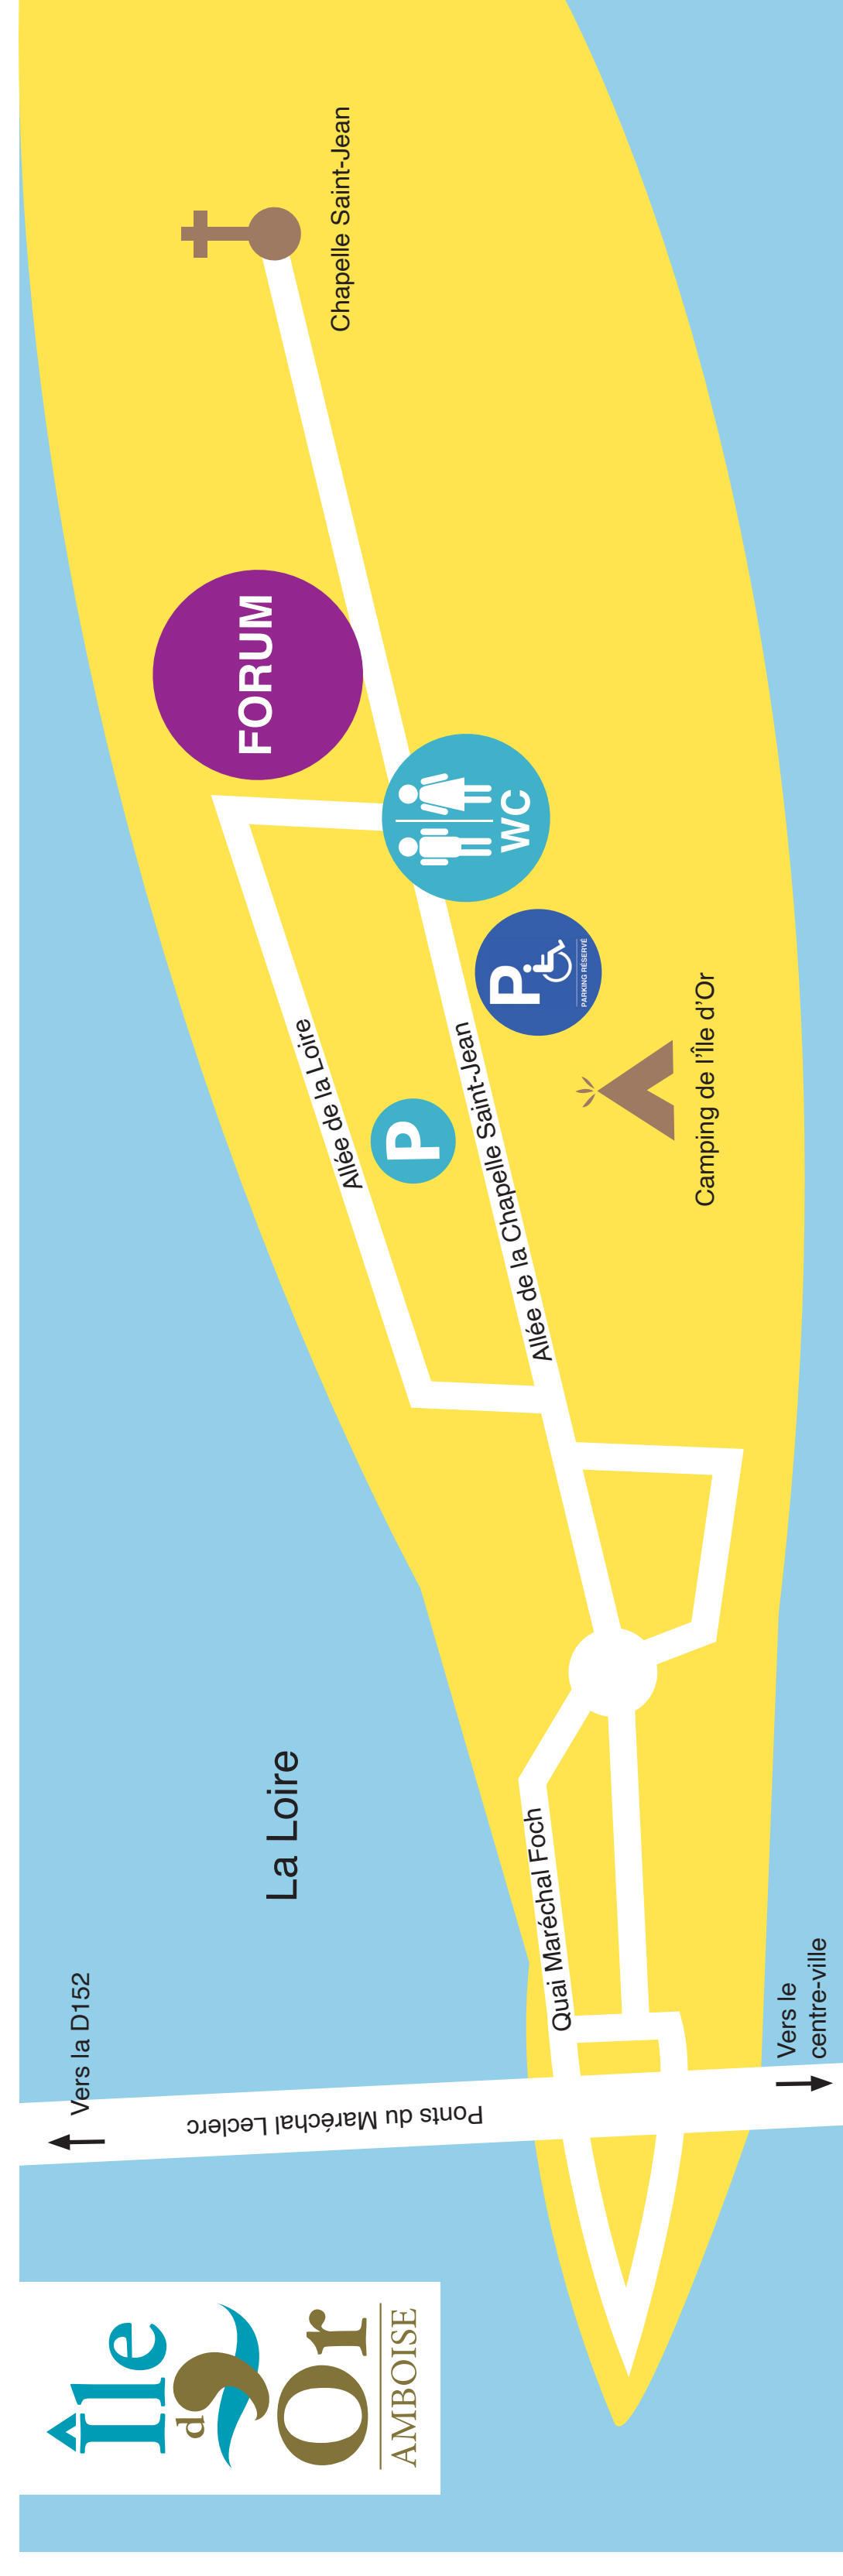 Île
d'
Or
AMBOISE
Vers la D152
Ponts du Maréchal Leclerc
Vers le
centre-ville
La Loire
Quai Maréchal Foch
Allée de la Loire
P
Allée de la Chapelle Saint-Jean
P
PARKING RÉSERVÉ
Camping de l'Île d'Or
WC
FORUM
Chapelle Saint-Jean